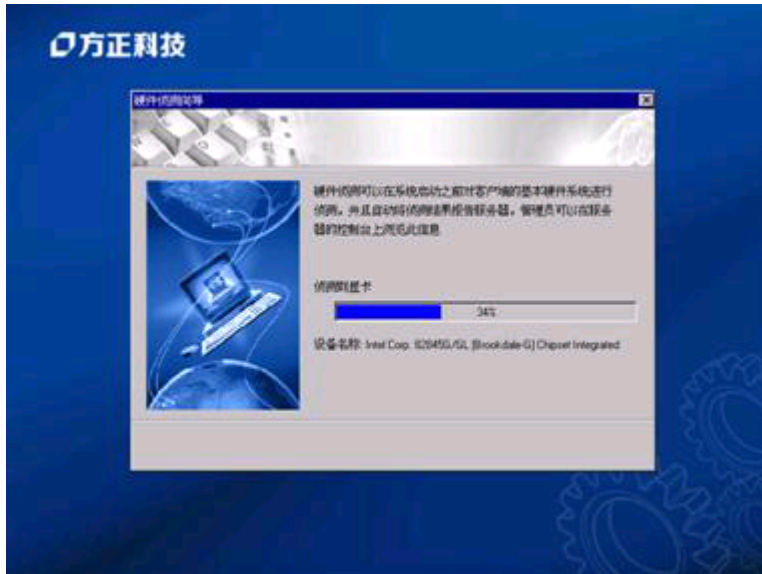 方正科技
硬件侦测向导
硬件侦测可以在系统启动之前对客户端的基本硬件系统进行
侦测。并且自动将侦测结果报告服务器。管理员可以在服务
器的控制台上浏览此信息
侦测到显卡
34%
设备名称: Intel Corp. 82845G/GL [Brookdale-G] Chipset Integrated